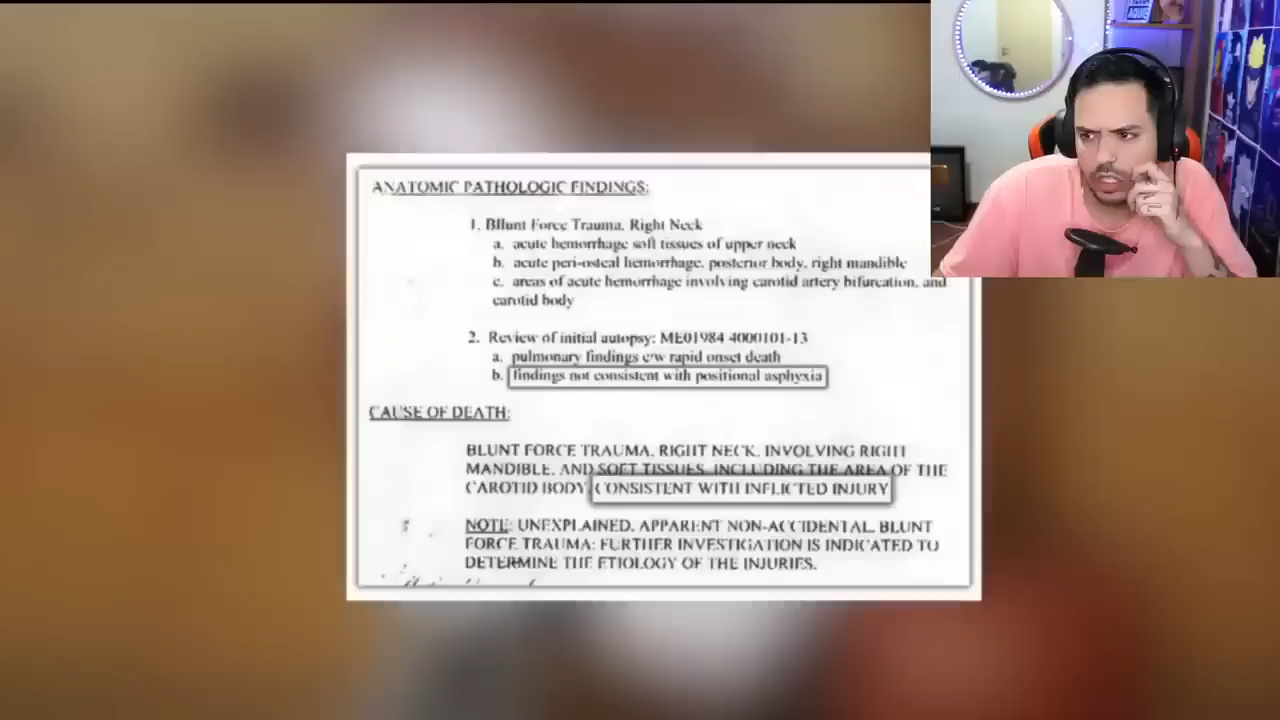 AQUIS
ANATOMIC PATHOLOGIC FINDINGS:
1. Bllunt Force Trauma, Right Neck
a. acute hemorrhage soft tissues of upper neck
b. acute peri-osteal hemorrhage, posterior body, right mandible
c. areas of acute hemorrhage involving carotid artery bifurcation, and
carotid body
2. Review of initial autopsy: ME01984 4000101-13
a. pulmonary findings c/w rapid onset death
b. findings not consistent with positional asphyxia
CAUSE OF DEATH:
BLUNT FORCE TRAUMA, RIGHT NECK, INVOLVING RIGHT
MANDIBLE, AND SOFT TISSUES, INCLUDING THE AREA OF THE
CAROTID BODY CONSISTENT WITH INFLICTED INJURY
NOTE: UNEXPLAINED, APPARENT NON-ACCIDENTAL, BLUNT
FORCE TRAUMA; FURTHER INVESTIGATION IS INDICATED TO
DETERMINE THE ETIOLOGY OF THE INJURIES.